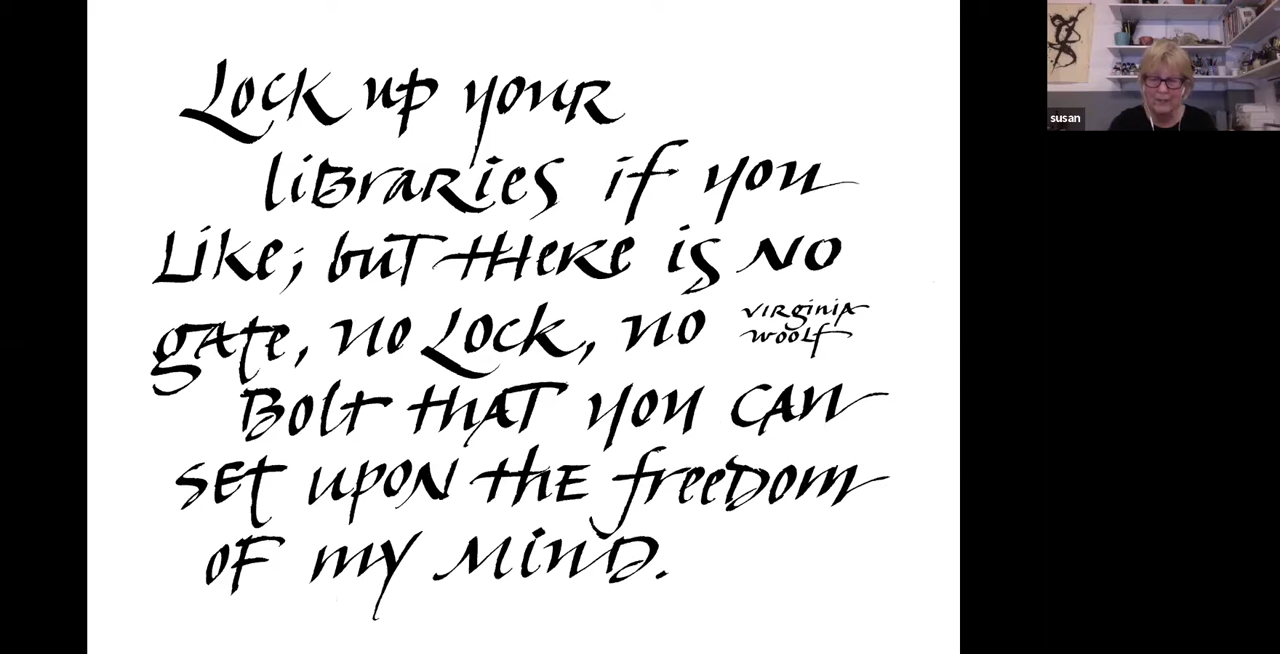 Lock up your
libraries if you
like; but there is no
gate, no lock, no
virginia
woolf
Bolt that you can
set upon the freedom
of my mind.
susan